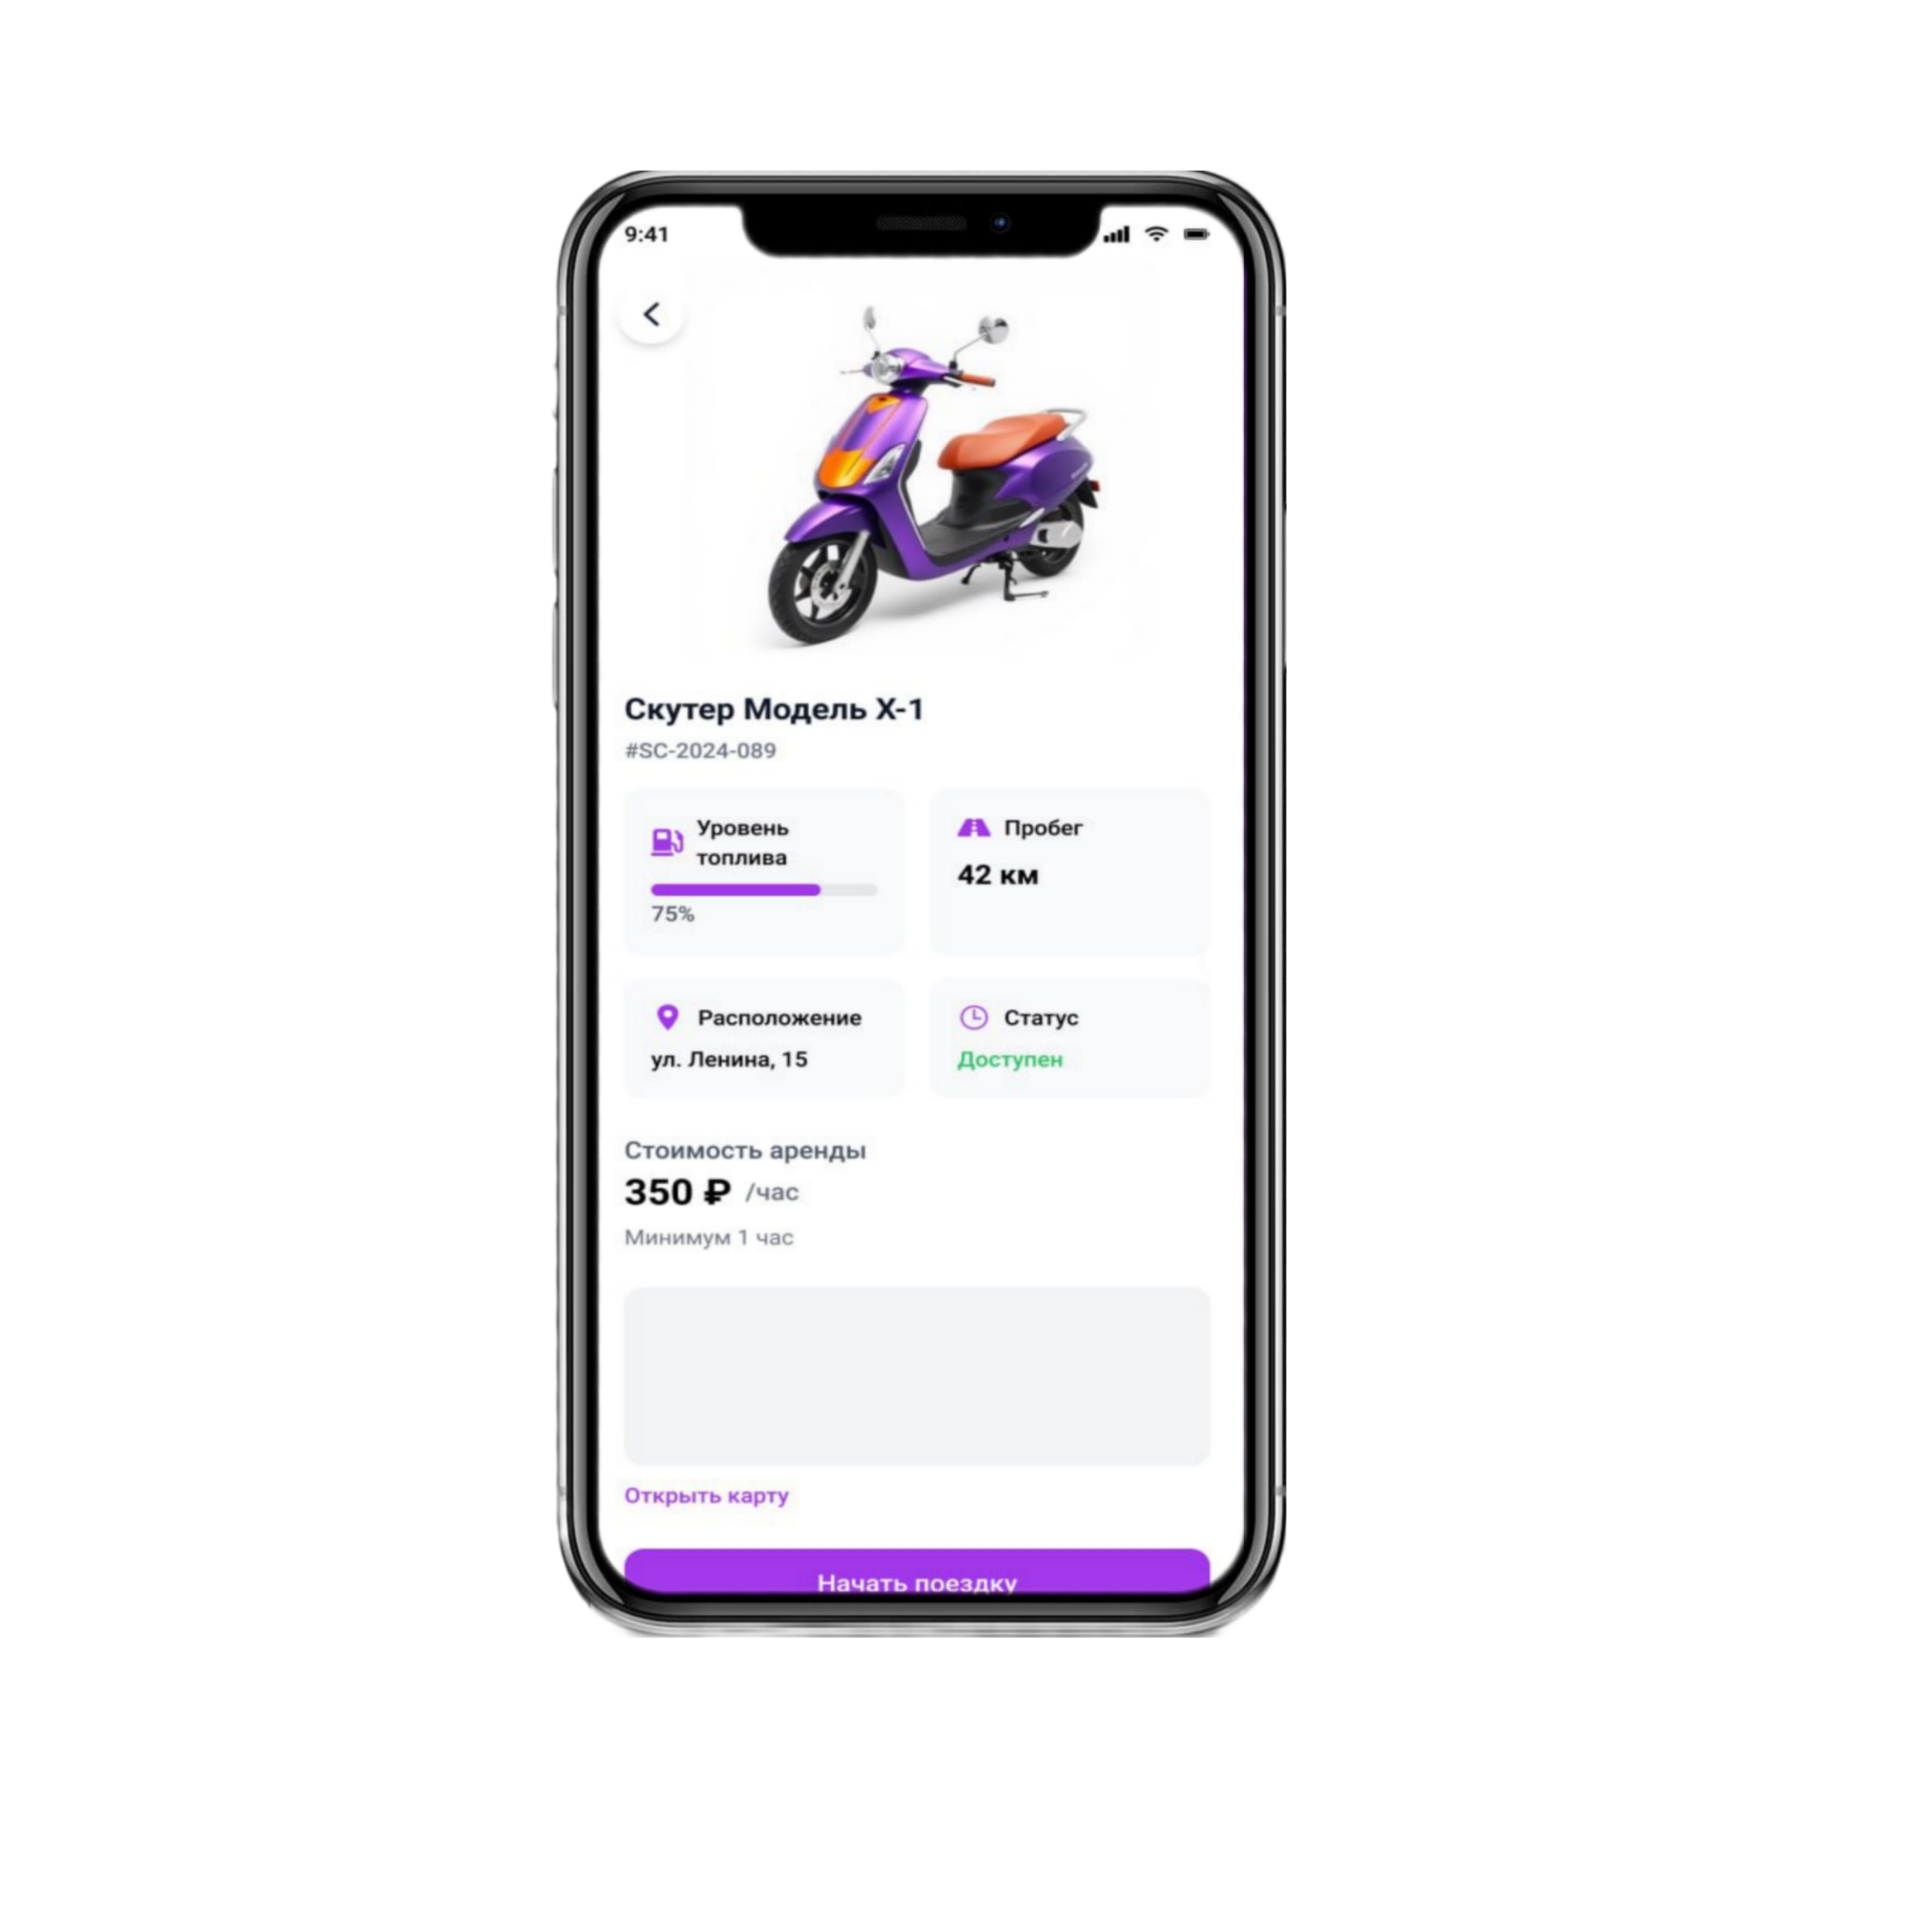 9:41
Скутер Модель X-1
#SC-2024-089
Уровень
топлива
75%
Пробег
42 км
Расположение
ул. Ленина, 15
Статус
Доступен
Стоимость аренды
350 ₽ /час
Минимум 1 час
Открыть карту
Начать поездку